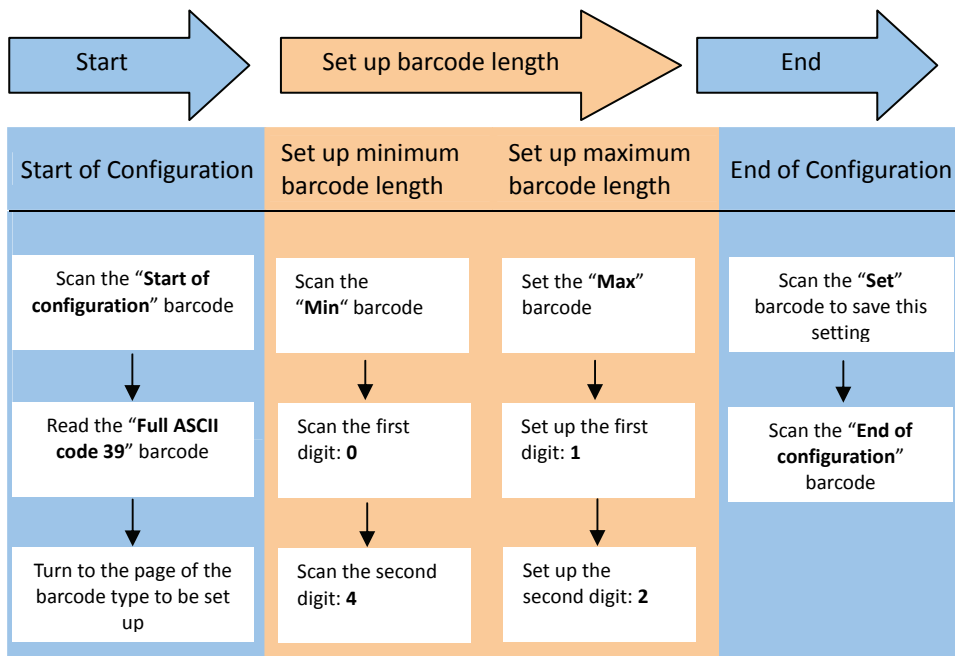 Start
Set up barcode length
End
Start of Configuration
Set up minimum
barcode length
Set up maximum
barcode length
End of Configuration
Scan the “Start of
configuration” barcode
Read the “Full ASCII
code 39” barcode
Turn to the page of the
barcode type to be set
up
Scan the
“Min“ barcode
Scan the first
digit: 0
Scan the second
digit: 4
Set the “Max”
barcode
Set up the first
digit: 1
Set up the
second digit: 2
Scan the “Set”
barcode to save this
setting
Scan the “End of
configuration”
barcode